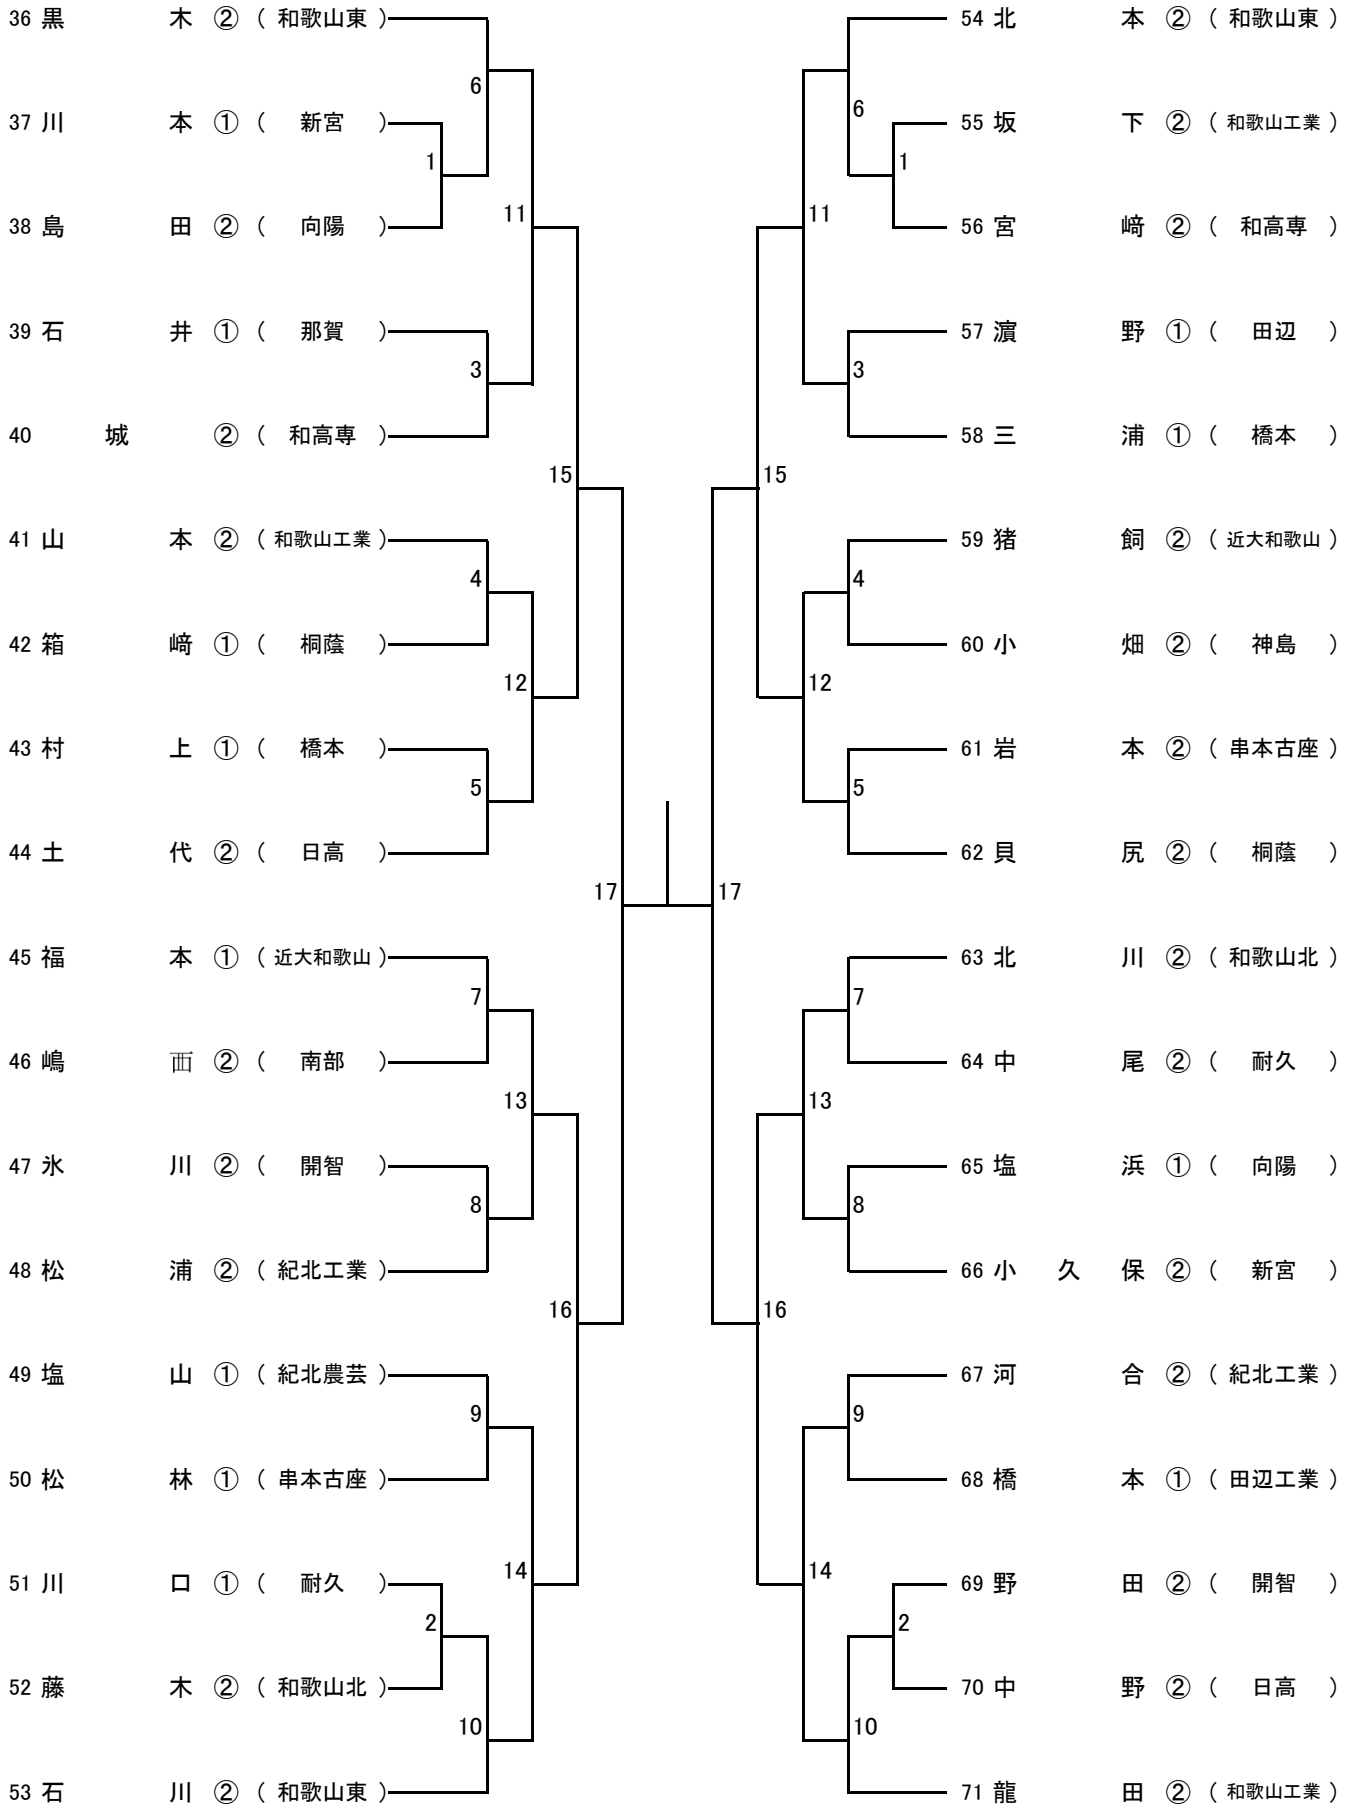 36 黒 木 ② ( 和歌山東 )
6
37 川 本 ① ( 新宮 )
1
38 島 田 ② ( 向陽 )
11
39 石 井 ① ( 那賀 )
3
40 城 ② ( 和高専 )
15
41 山 本 ② ( 和歌山工業 )
4
42 箱 﨑 ① ( 桐蔭 )
12
43 村 上 ① ( 橋本 )
5
44 土 代 ② ( 日高 )
17
45 福 本 ① ( 近大和歌山 )
7
46 嶋 𠀋 ② ( 南部 )
13
47 氷 川 ② ( 開智 )
8
48 松 浦 ② ( 紀北工業 )
16
49 塩 山 ① ( 紀北農芸 )
9
50 松 林 ① ( 串本古座 )
14
51 川 口 ① ( 耐久 )
2
52 藤 木 ② ( 和歌山北 )
10
53 石 川 ② ( 和歌山東 )
54 北 本 ② ( 和歌山東 )
6
55 坂 下 ② ( 和歌山工業 )
1
56 宮 﨑 ② ( 和高専 )
11
57 濵 野 ① ( 田辺 )
3
58 三 浦 ① ( 橋本 )
15
59 猪 飼 ② ( 近大和歌山 )
4
60 小 畑 ② ( 神島 )
12
61 岩 本 ② ( 串本古座 )
5
62 貝 尻 ② ( 桐蔭 )
17
63 北 川 ② ( 和歌山北 )
7
64 中 尾 ② ( 耐久 )
13
65 塩 浜 ① ( 向陽 )
8
66 小 久 保 ② ( 新宮 )
16
67 河 合 ② ( 紀北工業 )
9
68 橋 本 ① ( 田辺工業 )
14
69 野 田 ② ( 開智 )
2
70 中 野 ② ( 日高 )
10
71 龍 田 ② ( 和歌山工業 )